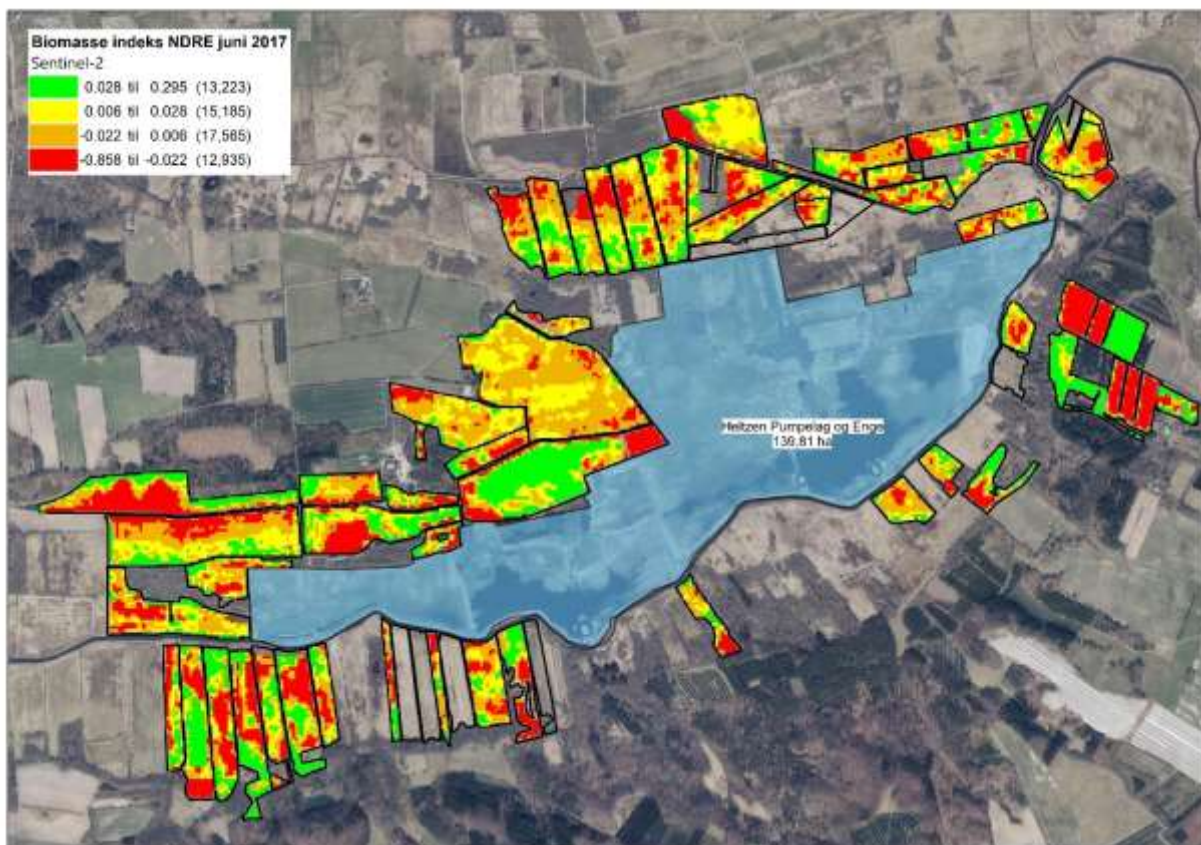 Biomasse indeks NDRE juni 2017
Sentinel-2
0.028 til 0.295 (13,223)
0.006 til 0.028 (15,185)
-0.022 til 0.006 (17,565)
-0.858 til -0.022 (12,935)
Heltzen Pumpelag og Enge
139.81 ha